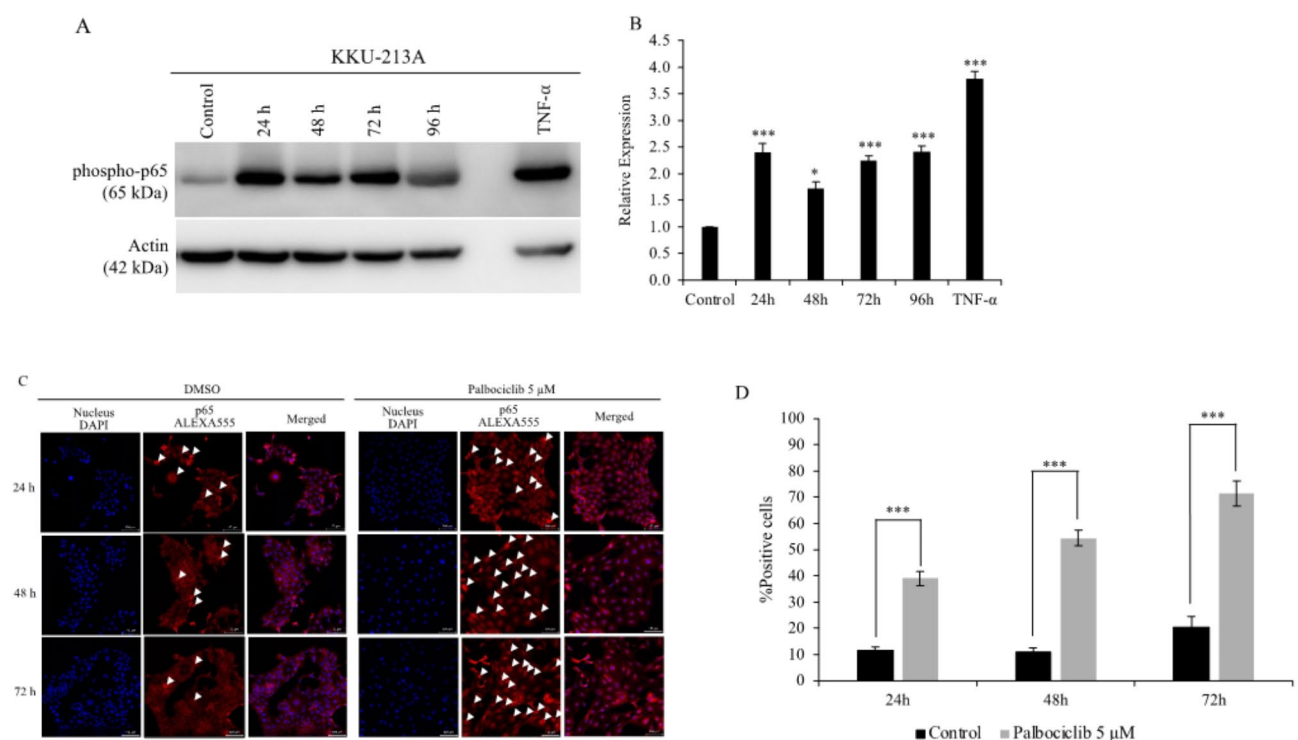 A
KKU-213A
Control
24 h
48 h
72 h
96 h
TNF-α
phospho-p65
(65 kDa)
Actin
(42 kDa)
B
Relative Expression
4.5
4.0
3.5
3.0
2.5
2.0
1.5
1.0
0.5
0.0
***
*
***
***
***
Control
24h
48h
72h
96h
TNF-α
C
DMSO
Palbociclib 5 µM
Nucleus
DAPI
p65
ALEXA555
Merged
Nucleus
DAPI
p65
ALEXA555
Merged
24 h
48 h
72 h
D
%Positive cells
100
90
80
70
60
50
40
30
20
10
0
***
***
***
24h
48h
72h
Control
Palbociclib 5 µM